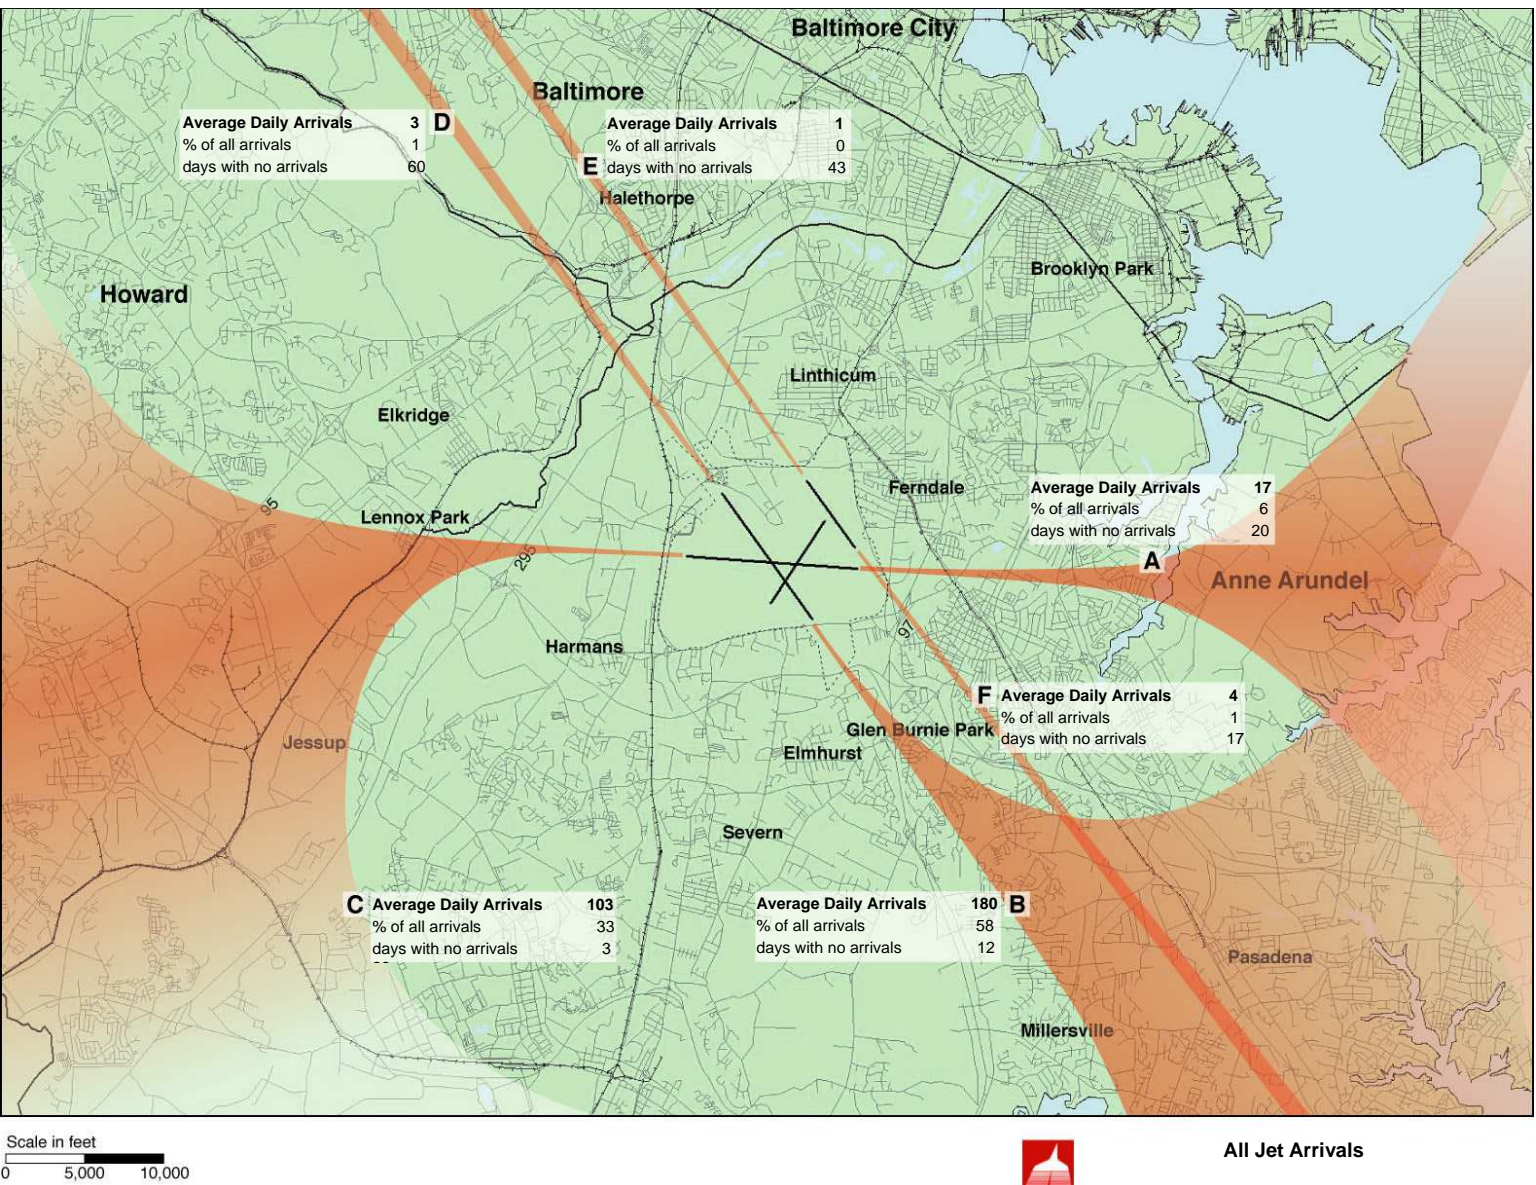 Baltimore City
Baltimore
Average Daily Arrivals 3
% of all arrivals 1
days with no arrivals 60
D
Average Daily Arrivals 1
% of all arrivals 0
days with no arrivals 43
E
Halethorpe
Brooklyn Park
Howard
Linthicum
Elkridge
Ferndale
Average Daily Arrivals 17
% of all arrivals 6
days with no arrivals 20
95
Lennox Park
295
A
Anne Arundel
97
Harmans
F
Average Daily Arrivals 4
% of all arrivals 1
days with no arrivals 17
Jessup
Glen Burnie Park
Elmhurst
Severn
C
Average Daily Arrivals 103
% of all arrivals 33
days with no arrivals 3
Average Daily Arrivals 180
% of all arrivals 58
days with no arrivals 12
B
Pasadena
Millersville
Scale in feet
0 5,000 10,000
All Jet Arrivals